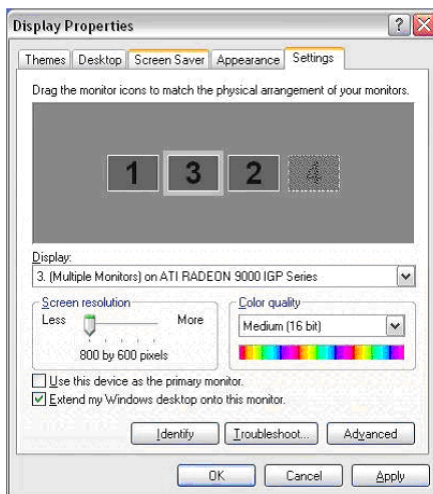 Display Properties
Themes Desktop Screen Saver Appearance Settings
Drag the monitor icons to match the physical arrangement of your monitors.
1 3 2 4
Display:
3. (Multiple Monitors) on ATI RADEON 9000 IGP Series
Screen resolution Color quality
Less More Medium (16 bit)
800 by 600 pixels
Use this device as the primary monitor.
Extend my Windows desktop onto this monitor.
Identify Troubleshoot... Advanced
OK Cancel Apply